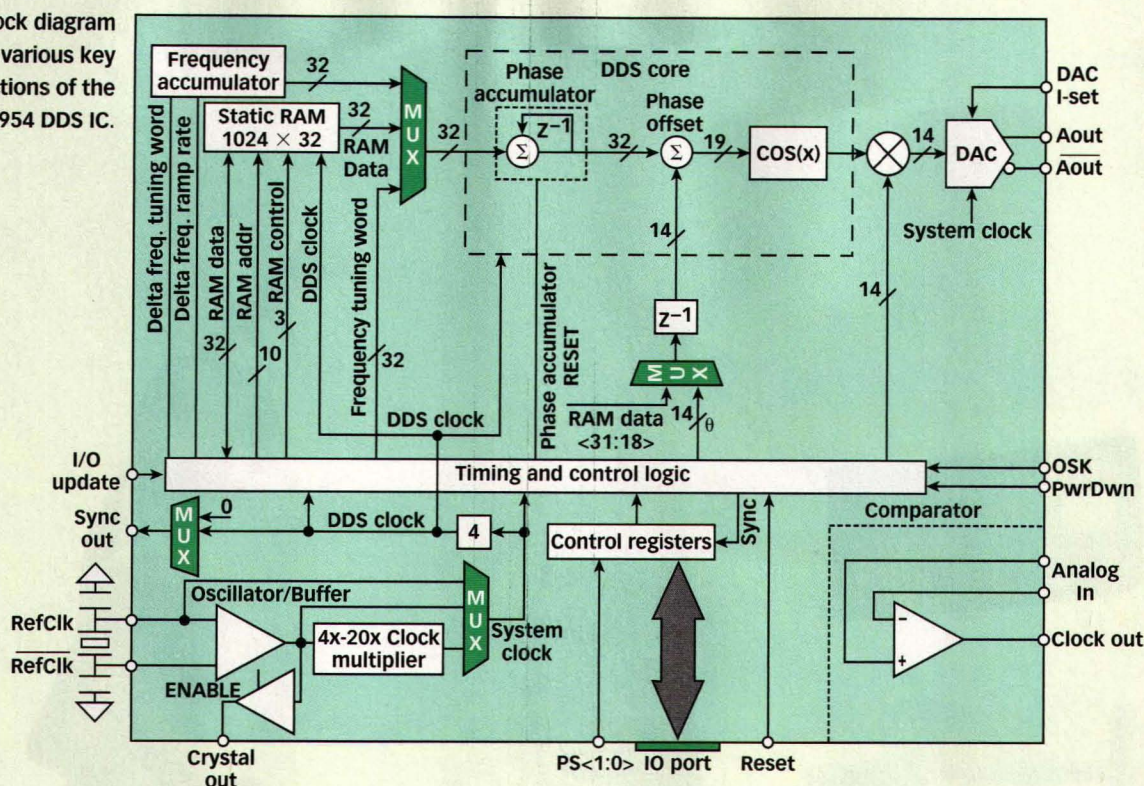 ock diagram
various key
tions of the
954 DDS IC.
Frequency
accumulator
32
Static RAM
1024 × 32
32
RAM
Data
MUX
32
Phase
accumulator
Z⁻¹
Σ
32
DDS core
Phase
offset
Σ
19
COS(x)
14
DAC
DAC
I-set
Aout
Aout
System clock
Delta freq. tuning word
Delta freq. ramp rate
RAM data
32
RAM addr
10
RAM control
3
DDS clock
Frequency tuning word
32
DDS clock
Phase accumulator
RESET
14
Z⁻¹
MUX
RAM data
<31:18>
14
θ
14
I/O
update
Timing and control logic
OSK
PwrDwn
Sync
out
MUX
0
DDS clock
4
Control registers
Sync
Comparator
Oscillator/Buffer
MUX
System
clock
RefClk
RefClk
4x-20x Clock
multiplier
ENABLE
Analog
In
−
+
Clock out
Crystal
out
PS<1:0>
IO port
Reset